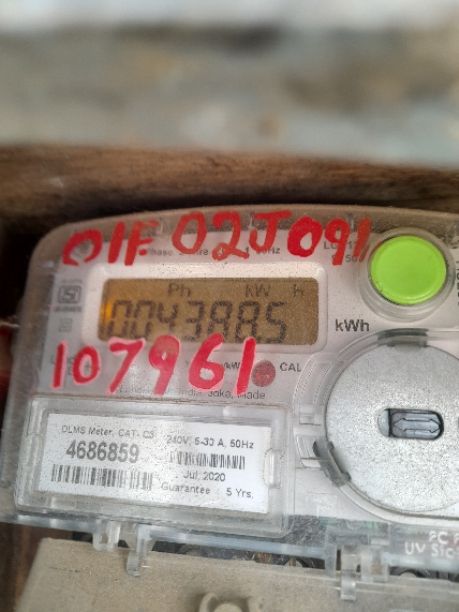 01F 02J091
Ph kW h
0043885
kWh
107961
CAL
DLMS Meter, CAT- C3
240V, 5-30 A, 50Hz
4686859
Jul, 2020
Guarantee : 5 Yrs.